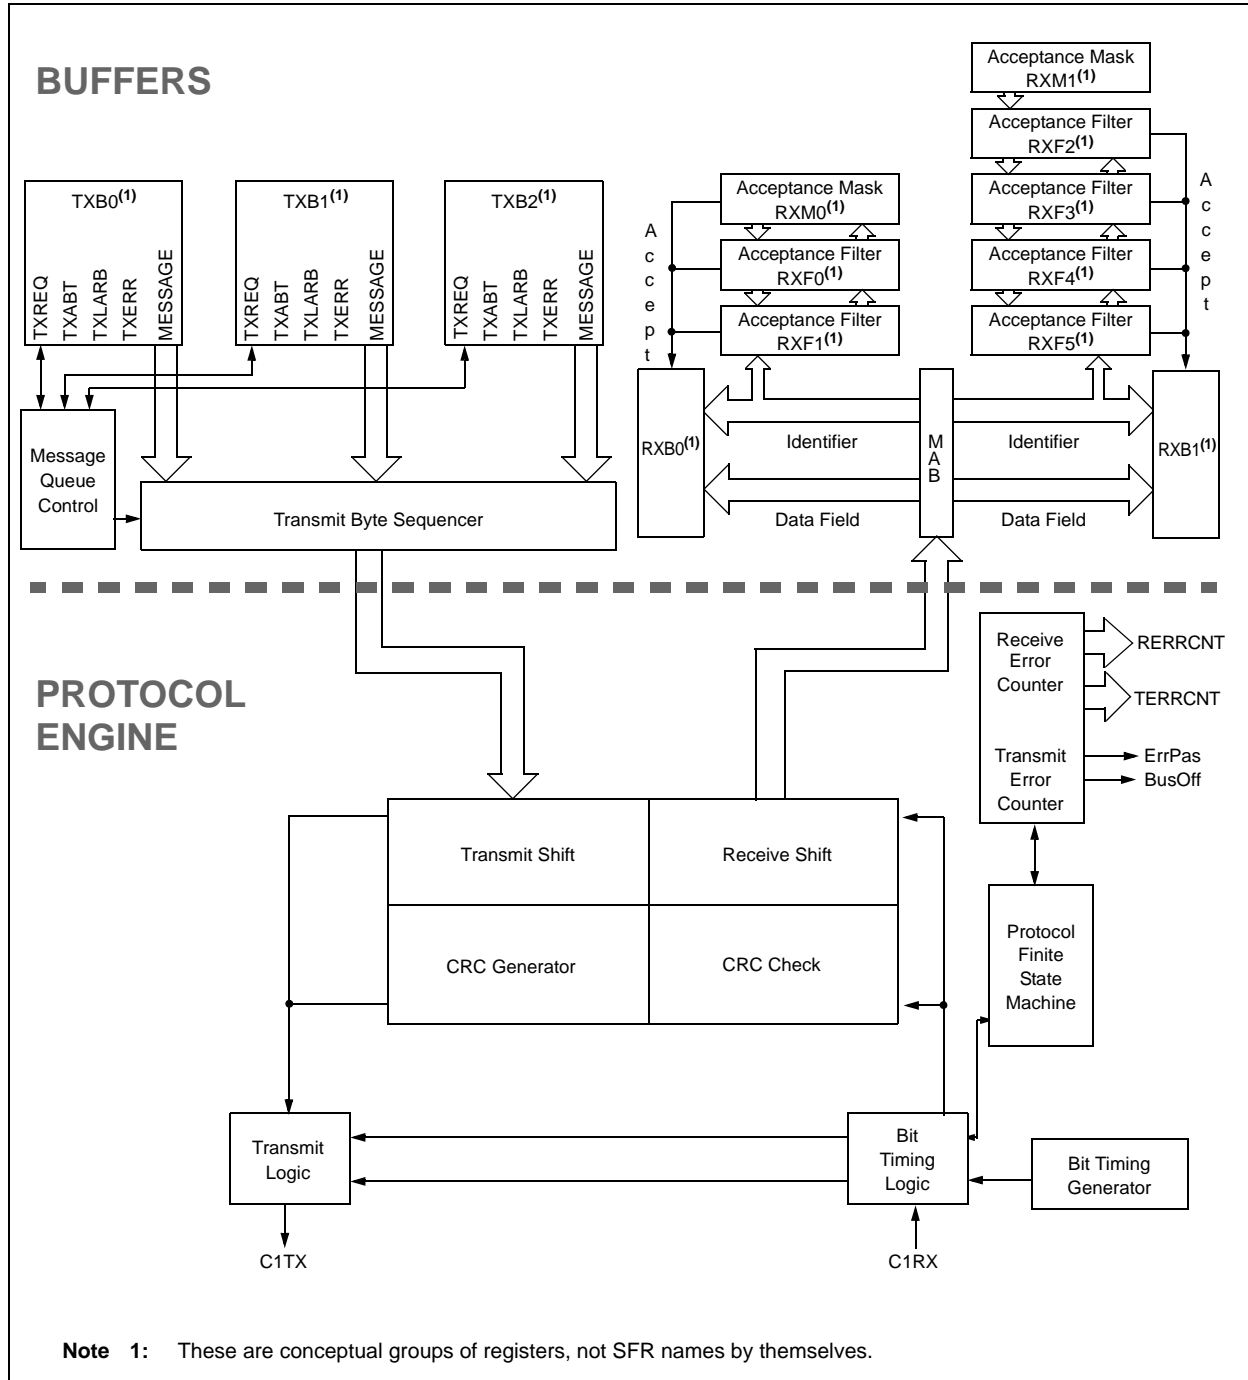 BUFFERS
Acceptance Mask
RXM1(1)
Acceptance Filter
RXF2(1)
Acceptance Filter
RXF3(1)
Acceptance Filter
RXF4(1)
Acceptance Filter
RXF5(1)
Accept
Acceptance Mask
RXM0(1)
Acceptance Filter
RXF0(1)
Acceptance Filter
RXF1(1)
Accept
TXB0(1)
TXREQ
TXABT
TXLARB
TXERR
MESSAGE
TXB1(1)
TXREQ
TXABT
TXLARB
TXERR
MESSAGE
TXB2(1)
TXREQ
TXABT
TXLARB
TXERR
MESSAGE
Message
Queue
Control
Transmit Byte Sequencer
RXB0(1)
Identifier
Data Field
MAB
Identifier
Data Field
RXB1(1)
PROTOCOL
ENGINE
Receive
Error
Counter
Transmit
Error
Counter
RERRCNT
TERRCNT
ErrPas
BusOff
Transmit Shift
Receive Shift
CRC Generator
CRC Check
Protocol
Finite
State
Machine
Transmit
Logic
Bit
Timing
Logic
Bit Timing
Generator
C1TX
C1RX
Note 1: These are conceptual groups of registers, not SFR names by themselves.